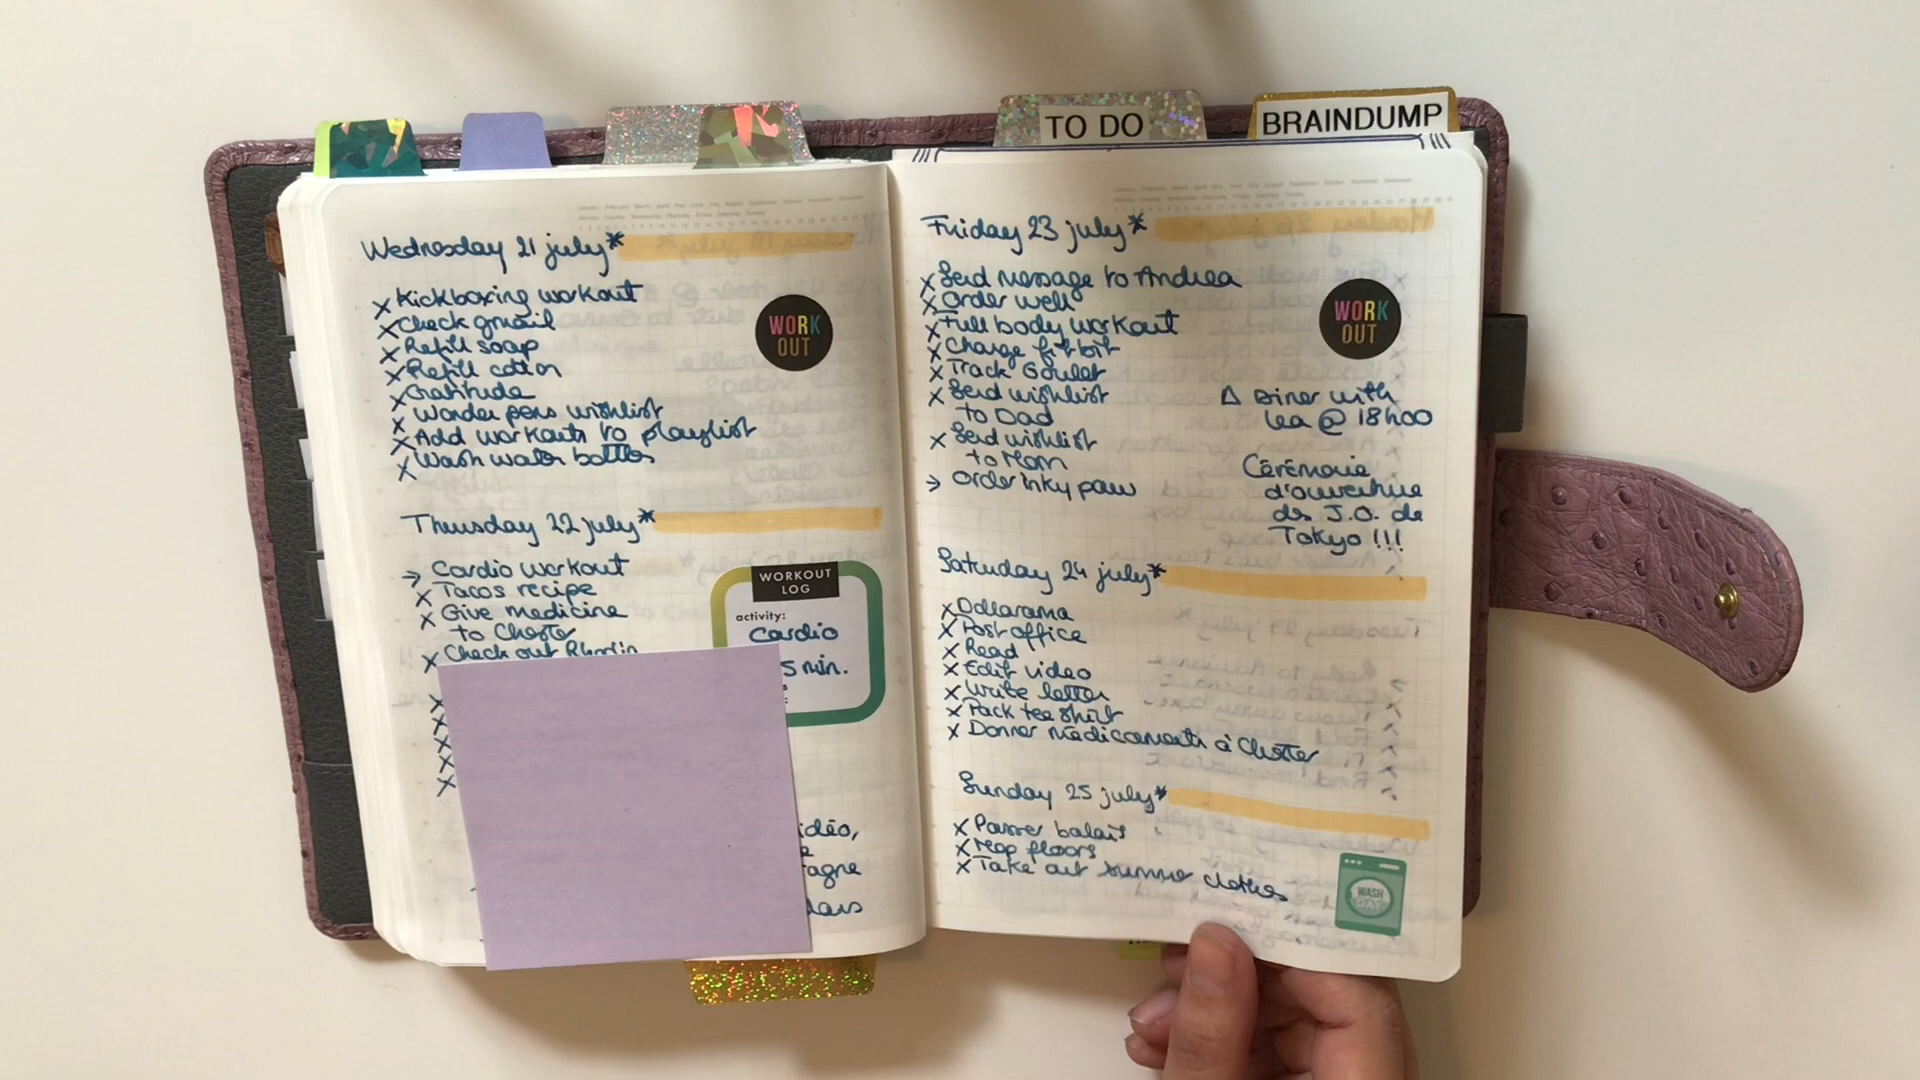 TO DO
BRAINDUMP
Wednesday 21 july*
x Kickboxing workout
x Check gmail
x Refill soap
x Refill cotton
x Gratitude
x Wonder pens wishlist
x Add workouts to playlist
x Wash water bottles
WORK
OUT
Thursday 22 july*
→ Cardio workout
x Tacos recipe
x Give medicine
to Chester
x Check out
WORKOUT
LOG
activity:
Cardio
5 min.
x
x
x
x
x
Friday 23 july*
x Send message to Andrea
x Order well
x Full body workout
x Charge fitbit
x Track Goulet
x Send wishlist
to Dad
x Send wishlist
to Mom
→ Order inky paw
WORK
OUT
Δ Diner with
Lea @ 18h00
Cérémonie
d'ouverture
des J.O. de
Tokyo !!!
Saturday 24 july*
x Dollarama
x Post office
x Read
x Edit video
x Write letter
x Pack tee shirt
x Donner médicaments à Chester
Sunday 25 july*
x Passer balais
x Mop floors
x Take out summer clothes
WASH
DAY